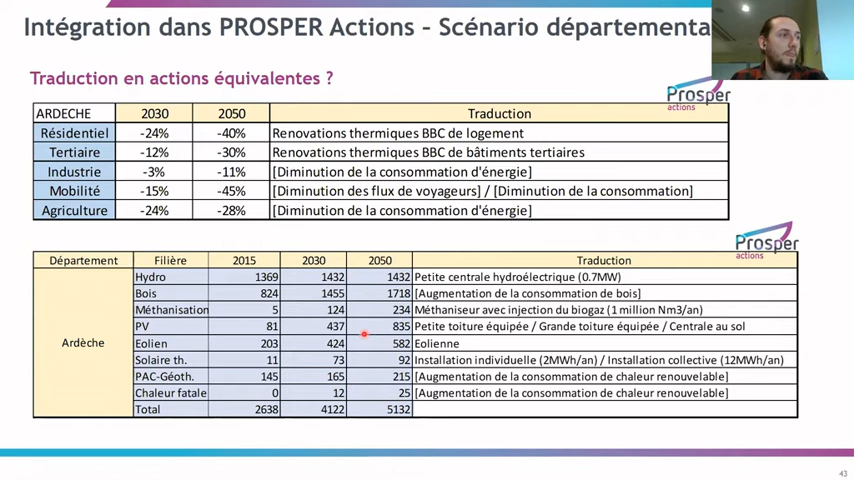 Intégration dans PROSPER Actions – Scénario départementa
Traduction en actions équivalentes ?
Prosper
actions
ARDECHE 2030 2050 Traduction
Résidentiel -24% -40% Renovations thermiques BBC de logement
Tertiaire -12% -30% Renovations thermiques BBC de bâtiments tertiaires
Industrie -3% -11% [Diminution de la consommation d'énergie]
Mobilité -15% -45% [Diminution des flux de voyageurs] / [Diminution de la consommation]
Agriculture -24% -28% [Diminution de la consommation d'énergie]
Prosper
actions
Département Filière 2015 2030 2050 Traduction
Ardèche
Hydro 1369 1432 1432 Petite centrale hydroélectrique (0.7MW)
Bois 824 1455 1718 [Augmentation de la consommation de bois]
Méthanisation 5 124 234 Méthaniseur avec injection du biogaz (1 million Nm3/an)
PV 81 437 835 Petite toiture équipée / Grande toiture équipée / Centrale au sol
Eolien 203 424 582 Eolienne
Solaire th. 11 73 92 Installation individuelle (2MWh/an) / Installation collective (12MWh/an)
PAC-Géoth. 145 165 215 [Augmentation de la consommation de chaleur renouvelable]
Chaleur fatale 0 12 25 [Augmentation de la consommation de chaleur renouvelable]
Total 2638 4122 5132
43